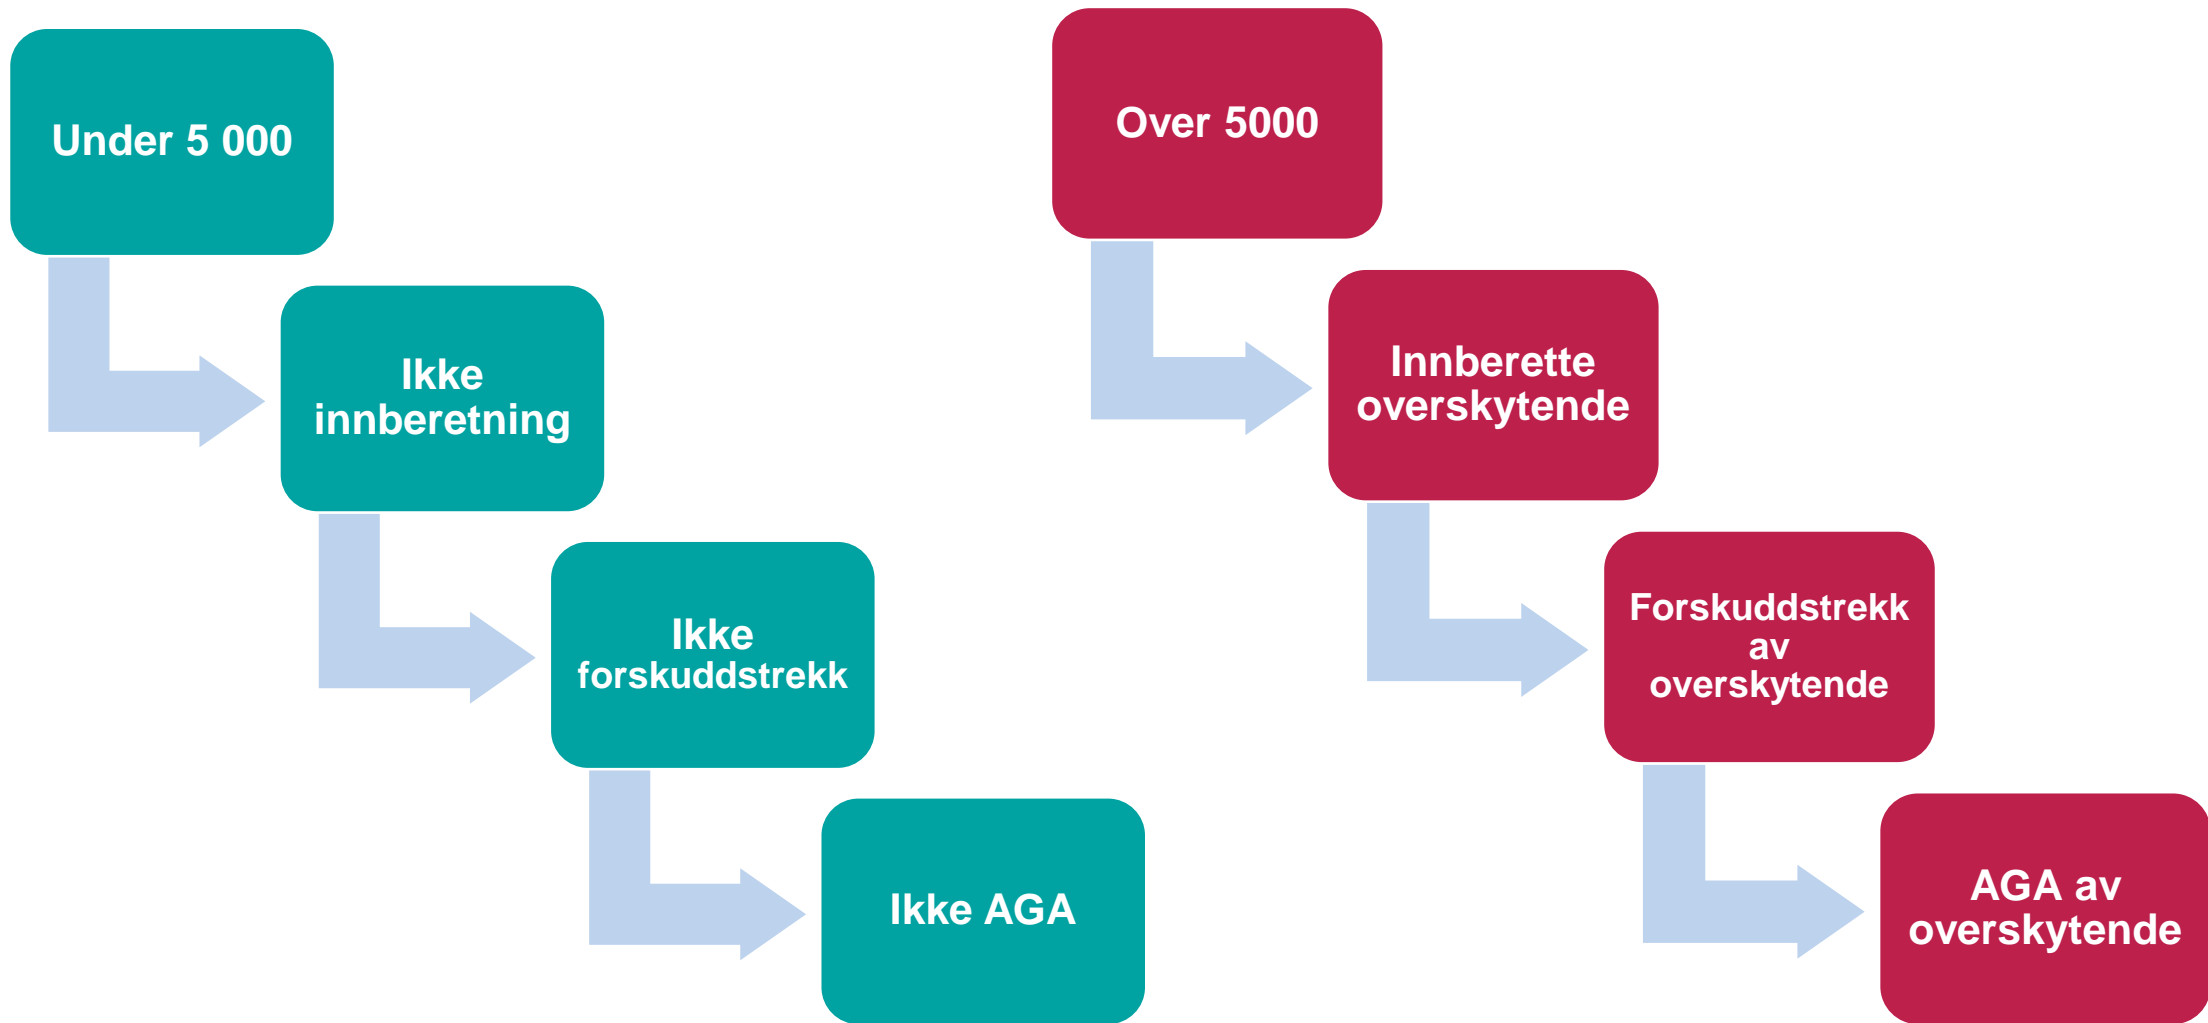 Under 5 000
Ikke
innberetning
Ikke
forskuddstrekk
Ikke AGA
Over 5000
Innberette
overskytende
Forskuddstrekk
av
overskytende
AGA av
overskytende